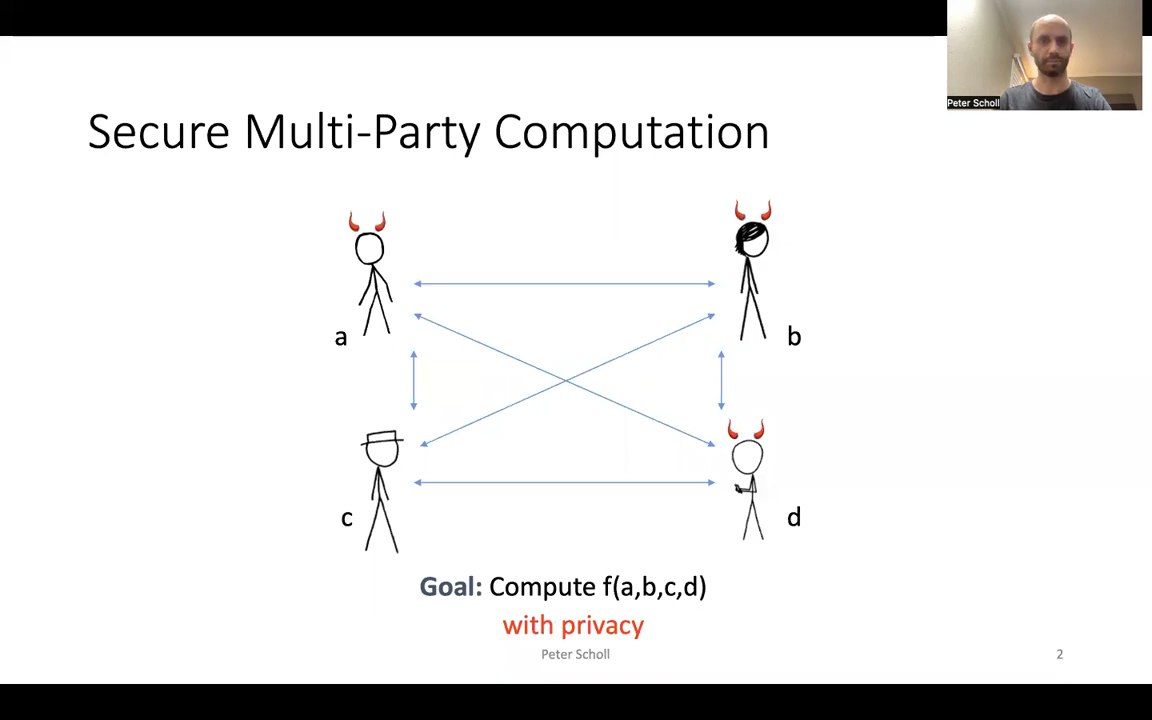 Peter Scholl
Secure Multi-Party Computation
a
b
c
d
Goal: Compute f(a,b,c,d)
with privacy
Peter Scholl
2